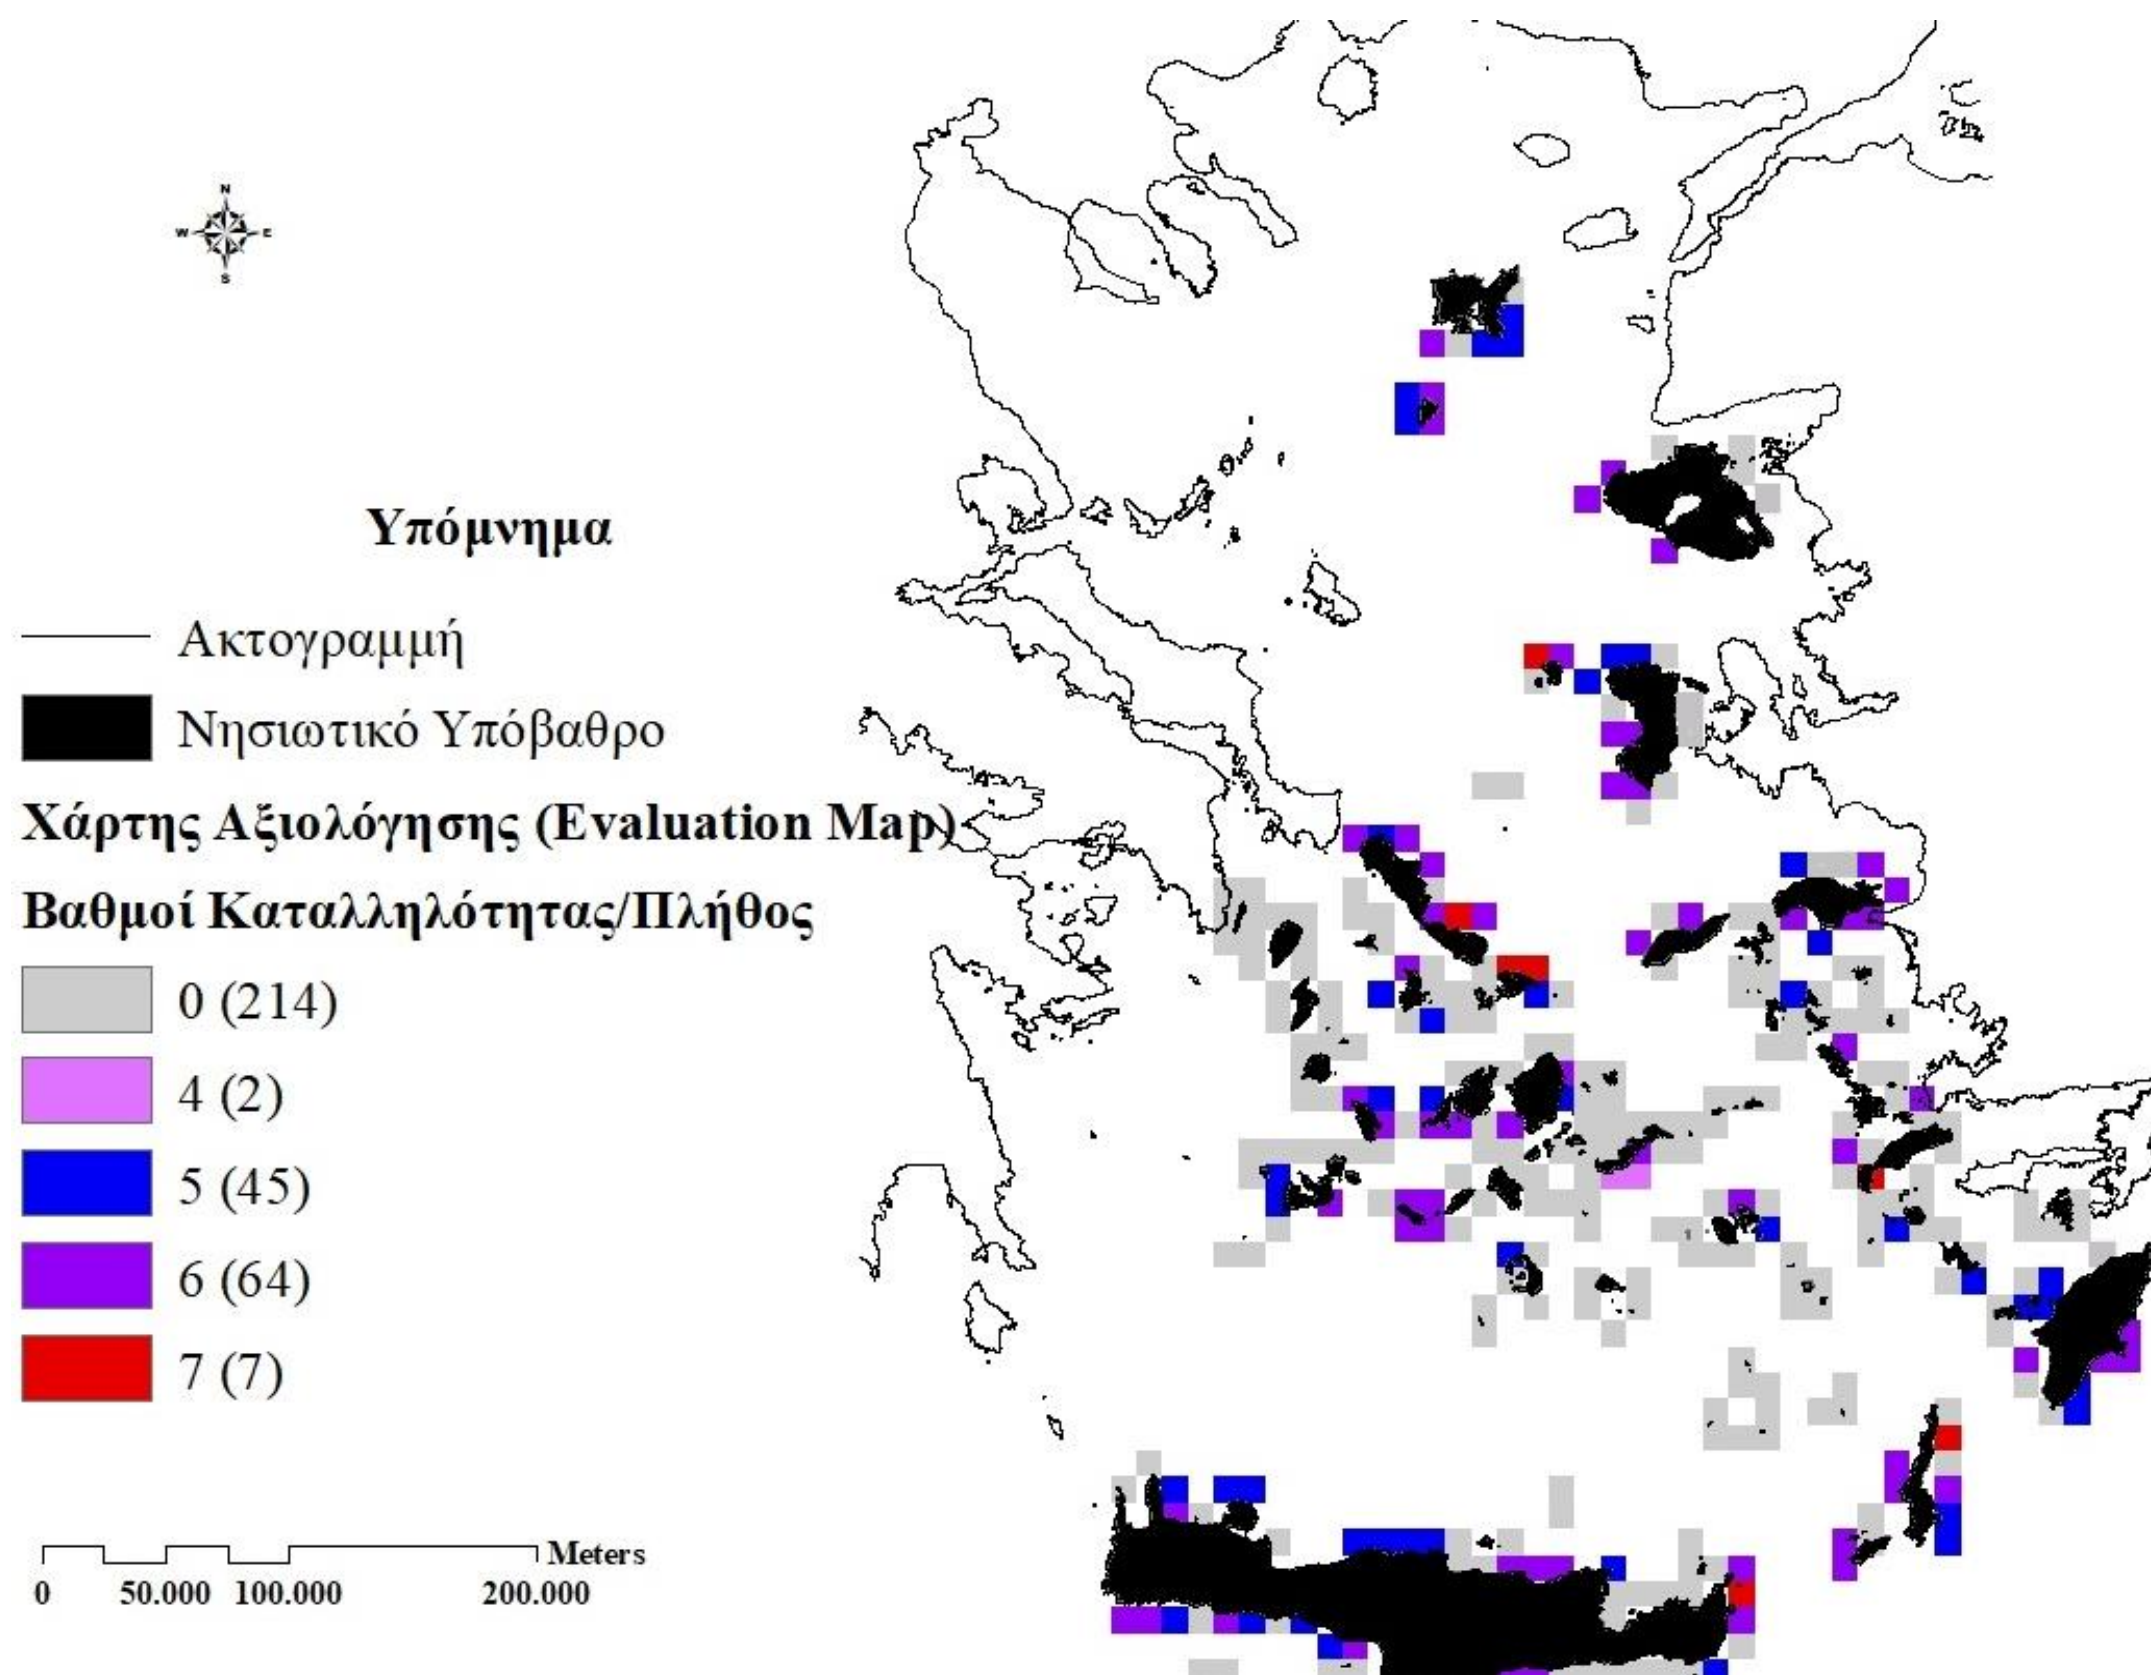 N
W E
S
Υπόμνημα
Ακτογραμμή
Νησιωτικό Υπόβαθρο
Χάρτης Αξιολόγησης (Evaluation Map)
Βαθμοί Καταλληλότητας/Πλήθος
0 (214)
4 (2)
5 (45)
6 (64)
7 (7)
Meters
0 50.000 100.000 200.000